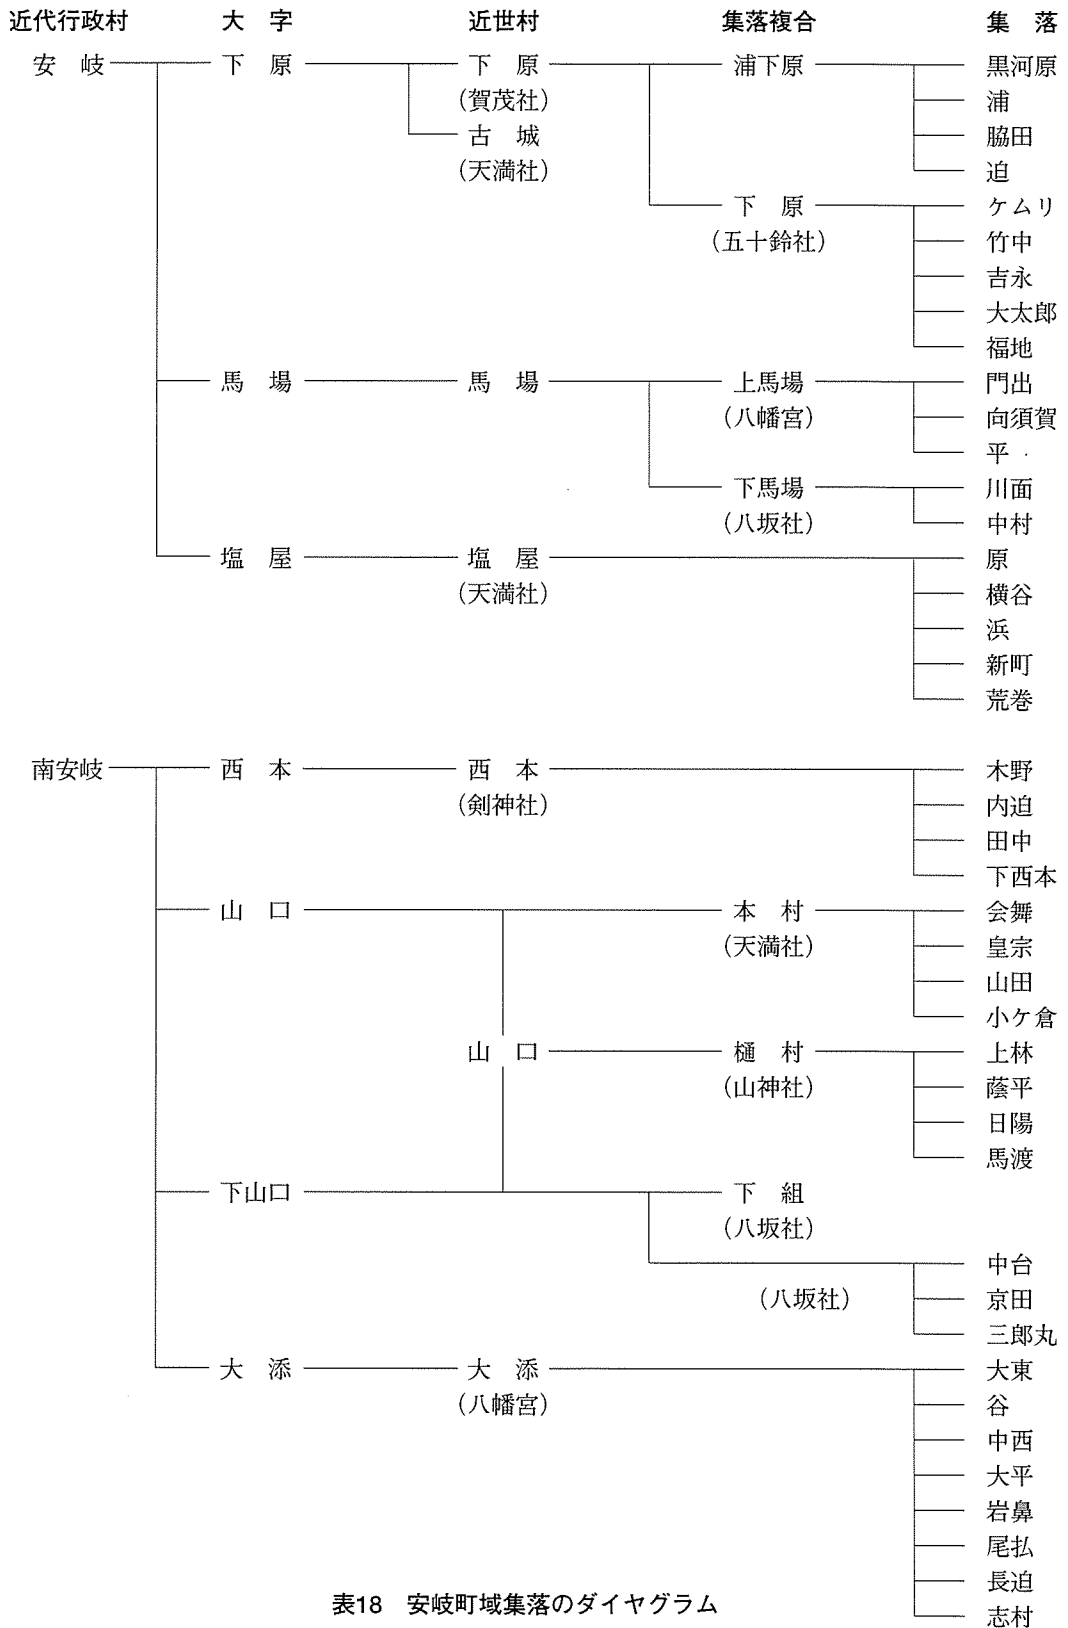 近代行政村 大字 近世村 集落複合 集落
安岐 下原 下原 浦下原 黒河原
(賀茂社) 浦
古城 脇田
(天満社) 迫
下原 ケムリ
(五十鈴社) 竹中
吉永
大太郎
福地
馬場 馬場 上馬場 門出
(八幡宮) 向須賀
平
下馬場 川面
(八坂社) 中村
塩屋 塩屋 原
(天満社) 横谷
浜
新町
荒巻
南安岐 西本 西本 木野
(剣神社) 内迫
田中
下西本
山口 本村 会舞
(天満社) 皇宗
山田
小ケ倉
山口 樋村 上林
(山神社) 蔭平
日陽
馬渡
下山口 下組
(八坂社)
中台
(八坂社) 京田
三郎丸
大添 大添 大東
(八幡宮) 谷
中西
大平
岩鼻
尾払
長迫
表18 安岐町域集落のダイヤグラム 志村